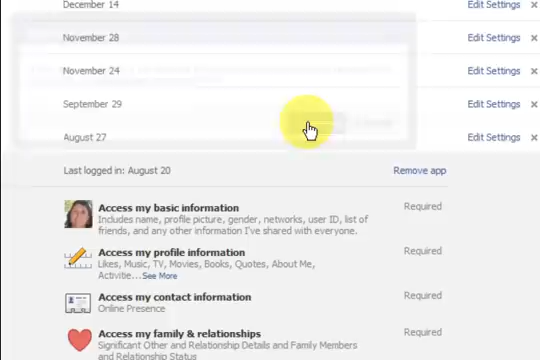 December 14 Edit Settings ×
November 28 Edit Settings ×
November 24 Edit Settings ×
September 29 Edit Settings ×
August 27 Edit Settings ×
Last logged in: August 20 Remove app
Access my basic information Required
Includes name, profile picture, gender, networks, user ID, list of
friends, and any other information I've shared with everyone.
Access my profile information Required
Likes, Music, TV, Movies, Books, Quotes, About Me,
Activitie...See More
Access my contact information Required
Online Presence
Access my family & relationships Required
Significant Other and Relationship Details and Family Members
and Relationship Status